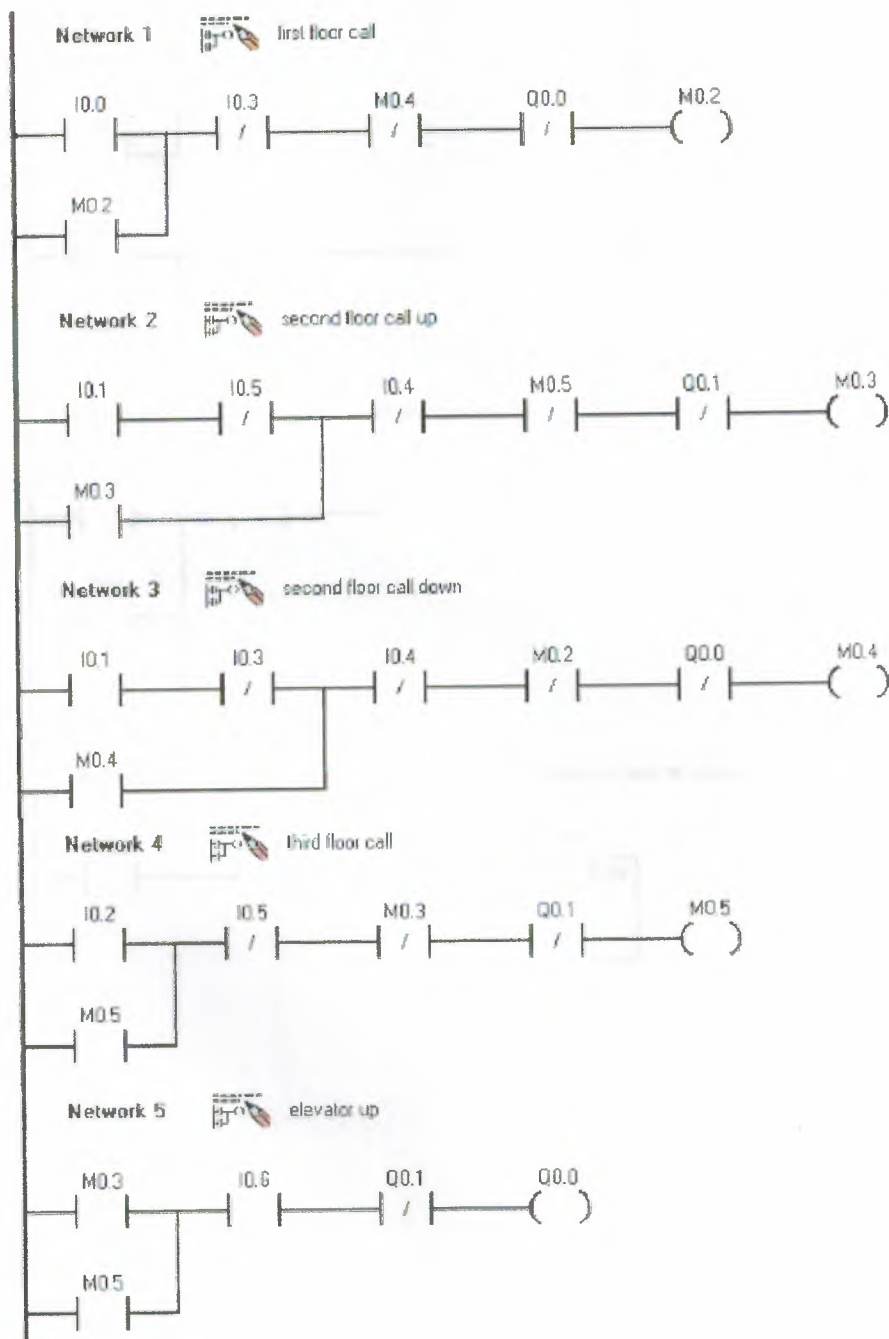 Network 1 first floor call
I0.0 I0.3 M0.4 Q0.0 M0.2
M0.2
Network 2 second floor call up
I0.1 I0.5 I0.4 M0.5 Q0.1 M0.3
M0.3
Network 3 second floor call down
I0.1 I0.3 I0.4 M0.2 Q0.0 M0.4
M0.4
Network 4 third floor call
I0.2 I0.5 M0.3 Q0.1 M0.5
M0.5
Network 5 elevator up
M0.3 I0.6 Q0.1 Q0.0
M0.5